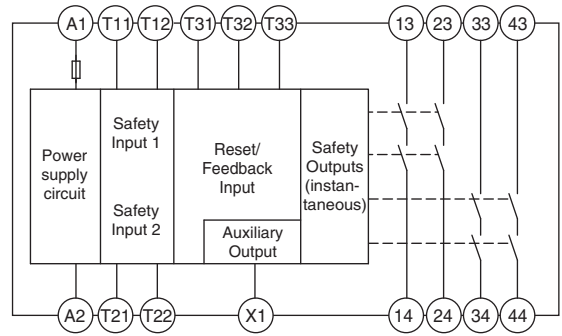 A1 T11 T12 T31 T32 T33 13 23 33 43
Power
supply
circuit
Safety
Input 1
Safety
Input 2
Reset/
Feedback
Input
Auxiliary
Output
Safety
Outputs
(instan-
taneous)
A2 T21 T22 X1 14 24 34 44